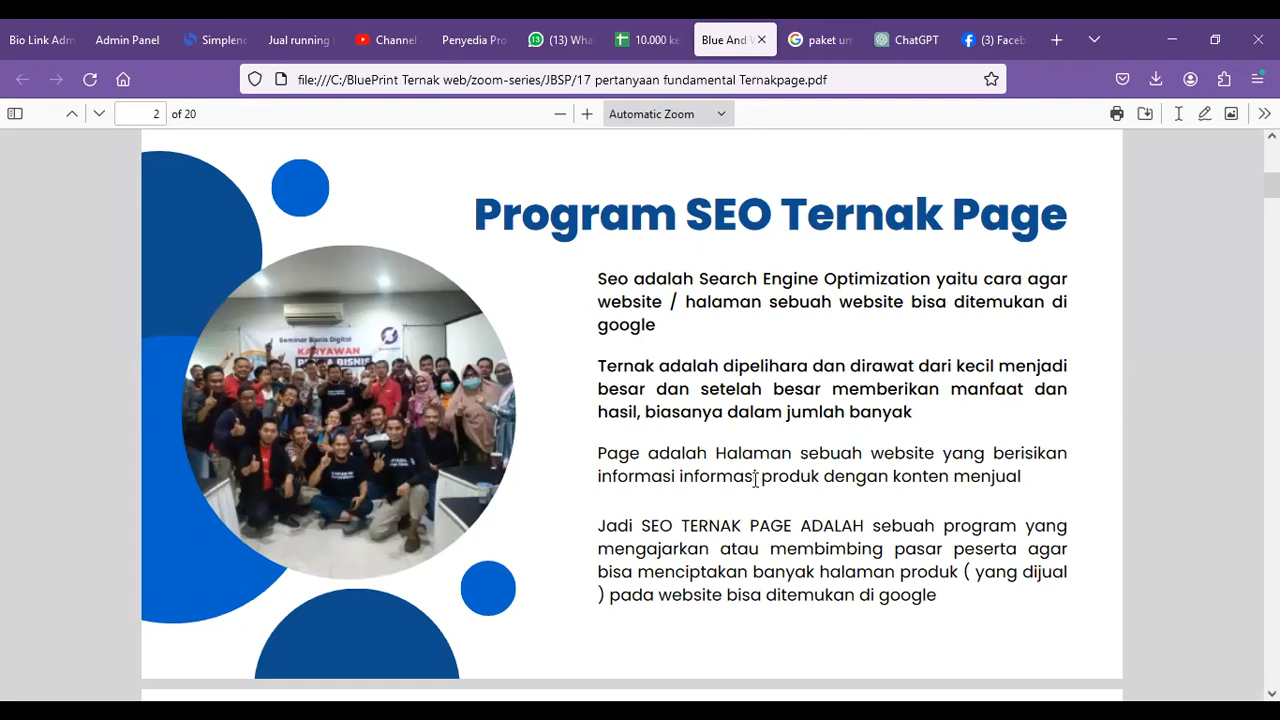 Bio Link Adm
Admin Panel
Simplene
Jual running
Channel
Penyedia Pro
(13) Wha
10.000 ke
Blue And W
paket un
ChatGPT
(3) Faceb
file:///C:/BluePrint Ternak web/zoom-series/JBSP/17 pertanyaan fundamental Ternakpage.pdf
2 of 20
Automatic Zoom
Program SEO Ternak Page
Seo adalah Search Engine Optimization yaitu cara agar
website / halaman sebuah website bisa ditemukan di
google
Ternak adalah dipelihara dan dirawat dari kecil menjadi
besar dan setelah besar memberikan manfaat dan
hasil, biasanya dalam jumlah banyak
Page adalah Halaman sebuah website yang berisikan
informasi informasi produk dengan konten menjual
Jadi SEO TERNAK PAGE ADALAH sebuah program yang
mengajarkan atau membimbing pasar peserta agar
bisa menciptakan banyak halaman produk ( yang dijual
) pada website bisa ditemukan di google
Seminar Bisnis Digital
KARYAWAN